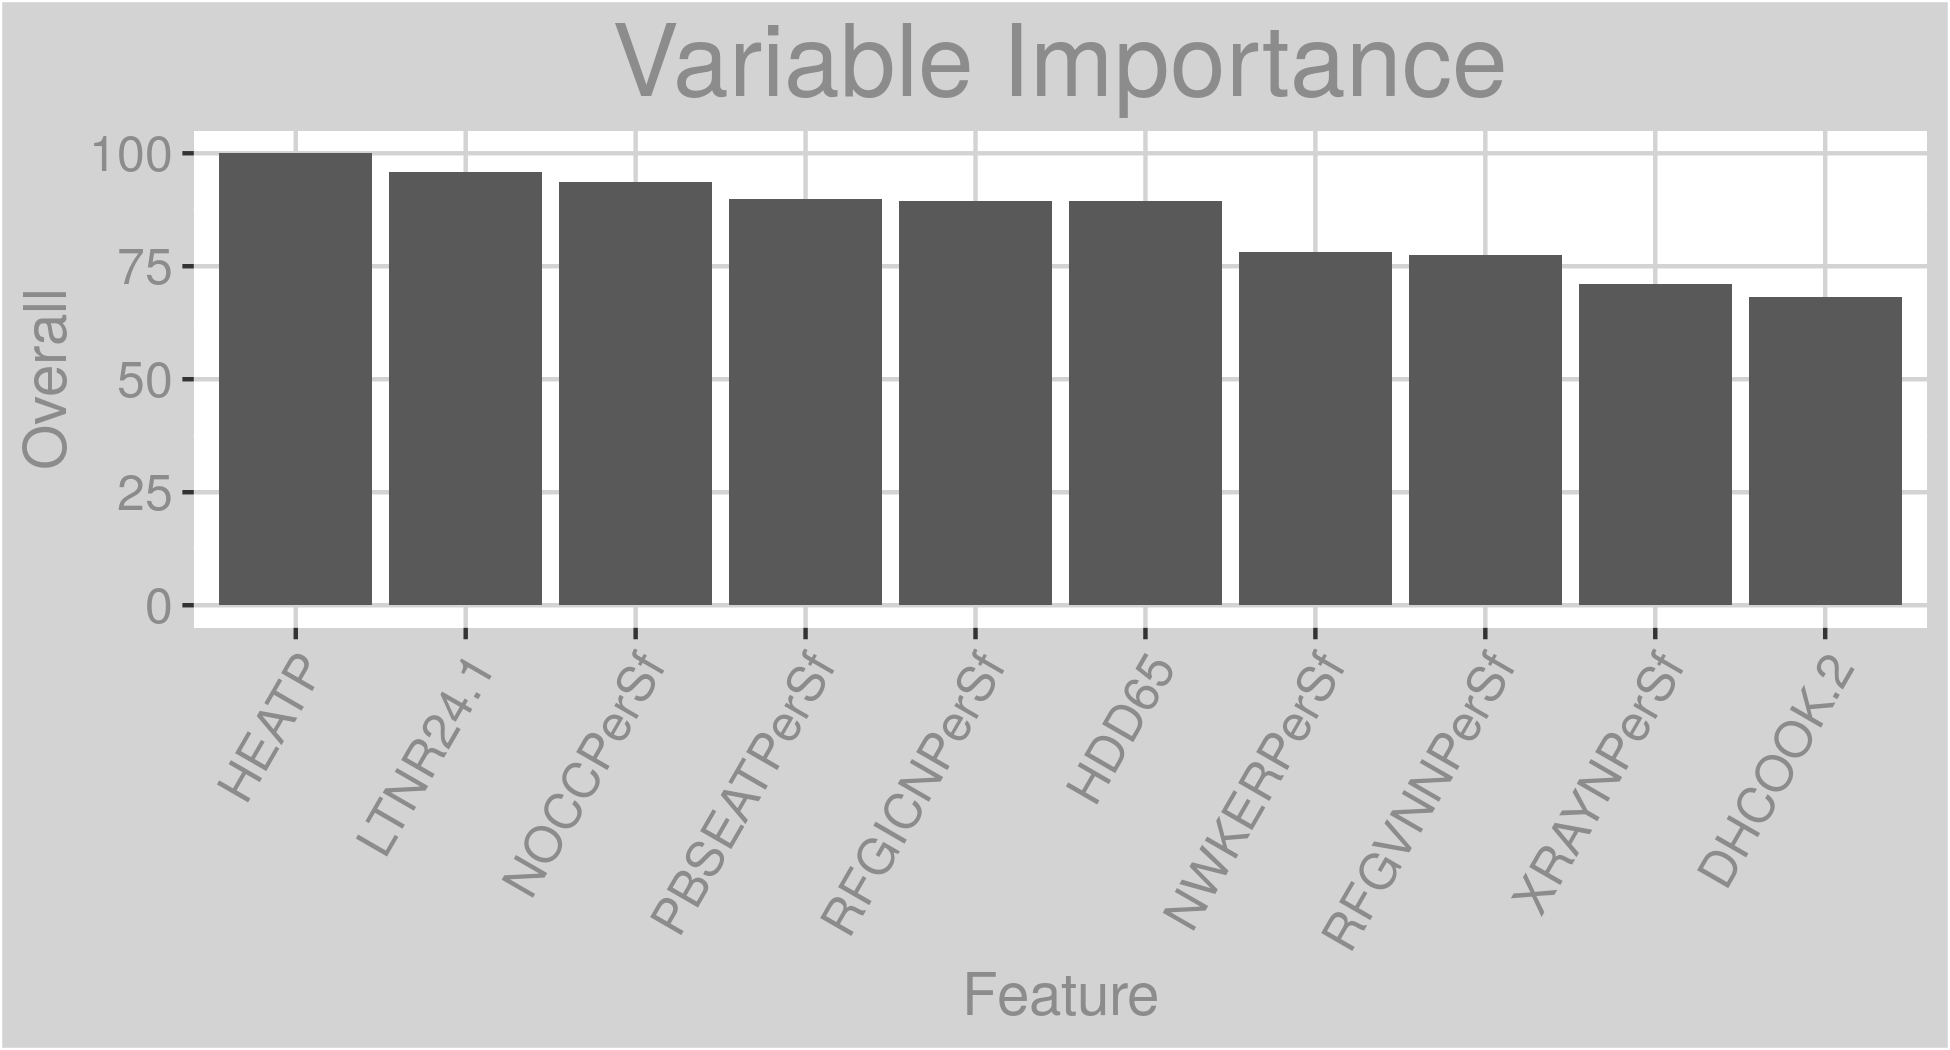 Variable Importance
Overall
100
75
50
25
0
HEATP
LTNR24.1
NOCCPerSf
PBSEATPerSf
RFGICNPerSf
HDD65
NWKERPerSf
RFGVNNPerSf
XRAYNPerSf
DHCOOK.2
Feature